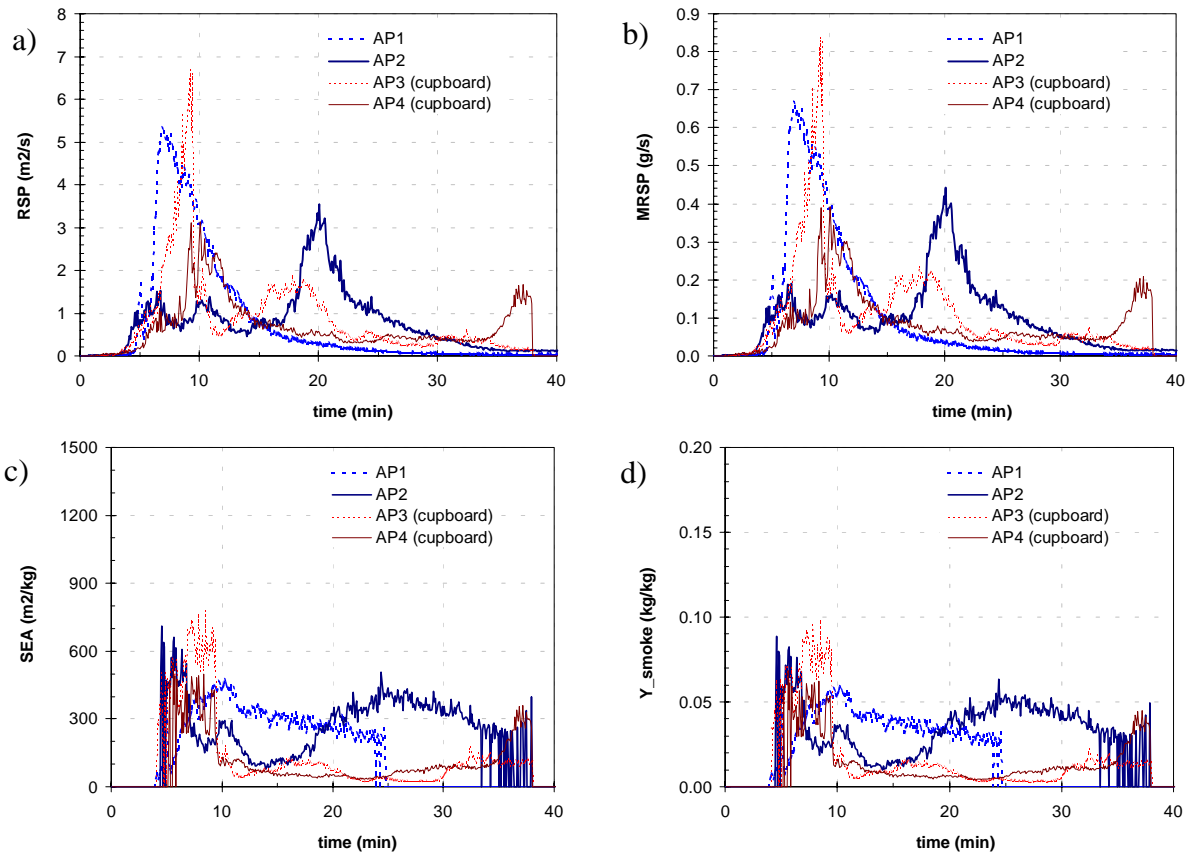 a)
RSP (m2/s)
8
7
6
5
4
3
2
1
0
AP1
AP2
AP3 (cupboard)
AP4 (cupboard)
0 10 20 30 40
time (min)
b)
MRSP (g/s)
0.9
0.8
0.7
0.6
0.5
0.4
0.3
0.2
0.1
0.0
AP1
AP2
AP3 (cupboard)
AP4 (cupboard)
0 10 20 30 40
time (min)
c)
SEA (m2/kg)
1500
1200
900
600
300
0
AP1
AP2
AP3 (cupboard)
AP4 (cupboard)
0 10 20 30 40
time (min)
d)
Y_smoke (kg/kg)
0.20
0.15
0.10
0.05
0.00
AP1
AP2
AP3 (cupboard)
AP4 (cupboard)
0 10 20 30 40
time (min)